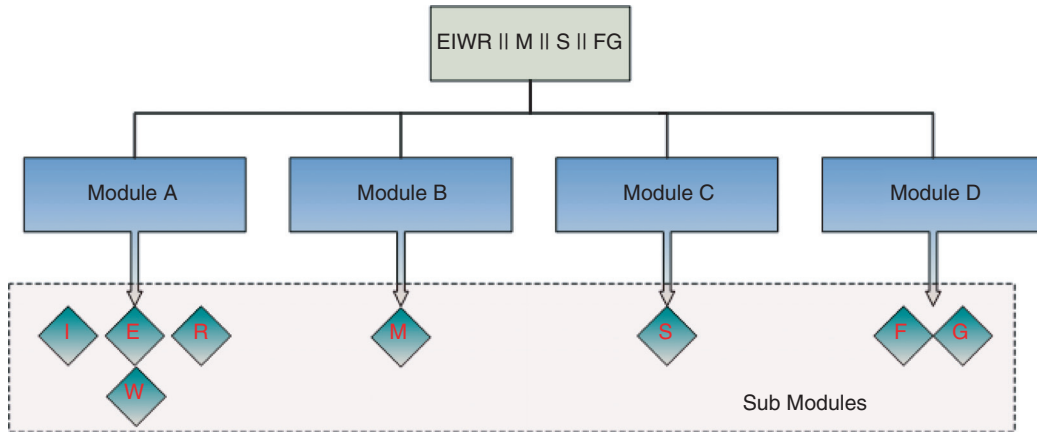 EIWR || M || S || FG
Module A Module B Module C Module D
I E R M S F G
W
Sub Modules